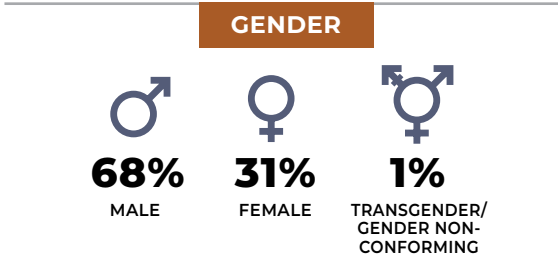 GENDER
68% 31% 1%
MALE FEMALE TRANSGENDER/
GENDER NON-
CONFORMING